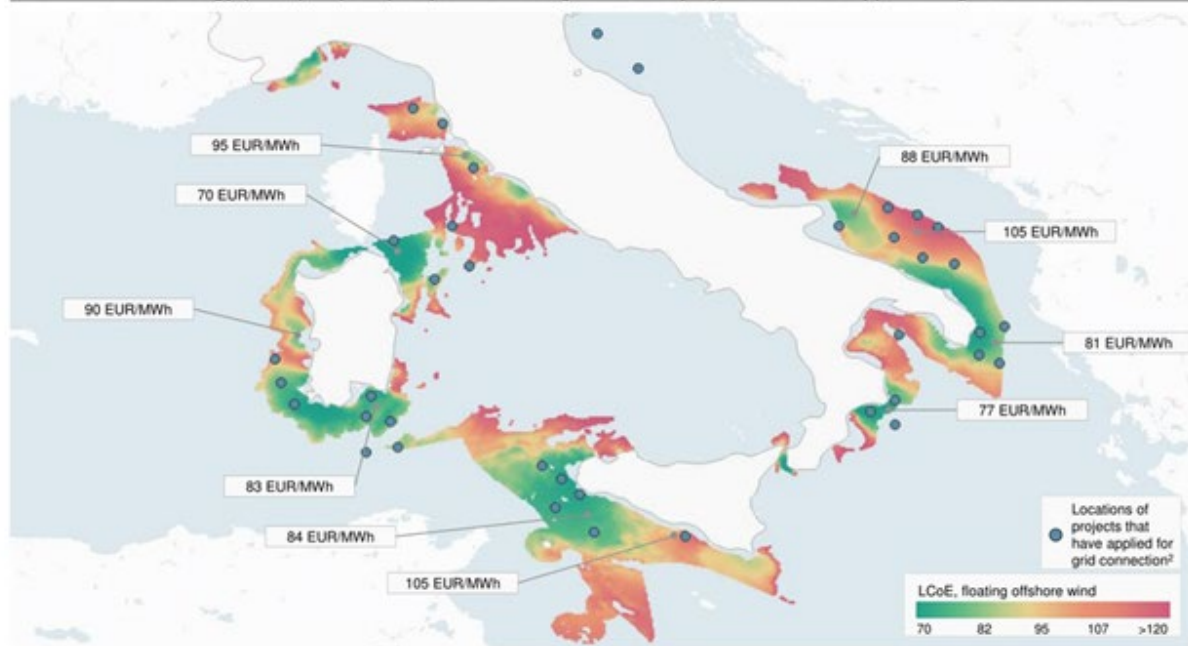 95 EUR/MWh
88 EUR/MWh
70 EUR/MWh
105 EUR/MWh
90 EUR/MWh
81 EUR/MWh
77 EUR/MWh
83 EUR/MWh
84 EUR/MWh
105 EUR/MWh
Locations of
projects that
have applied for
grid connection²
LCoE, floating offshore wind
70 82 95 107 >120